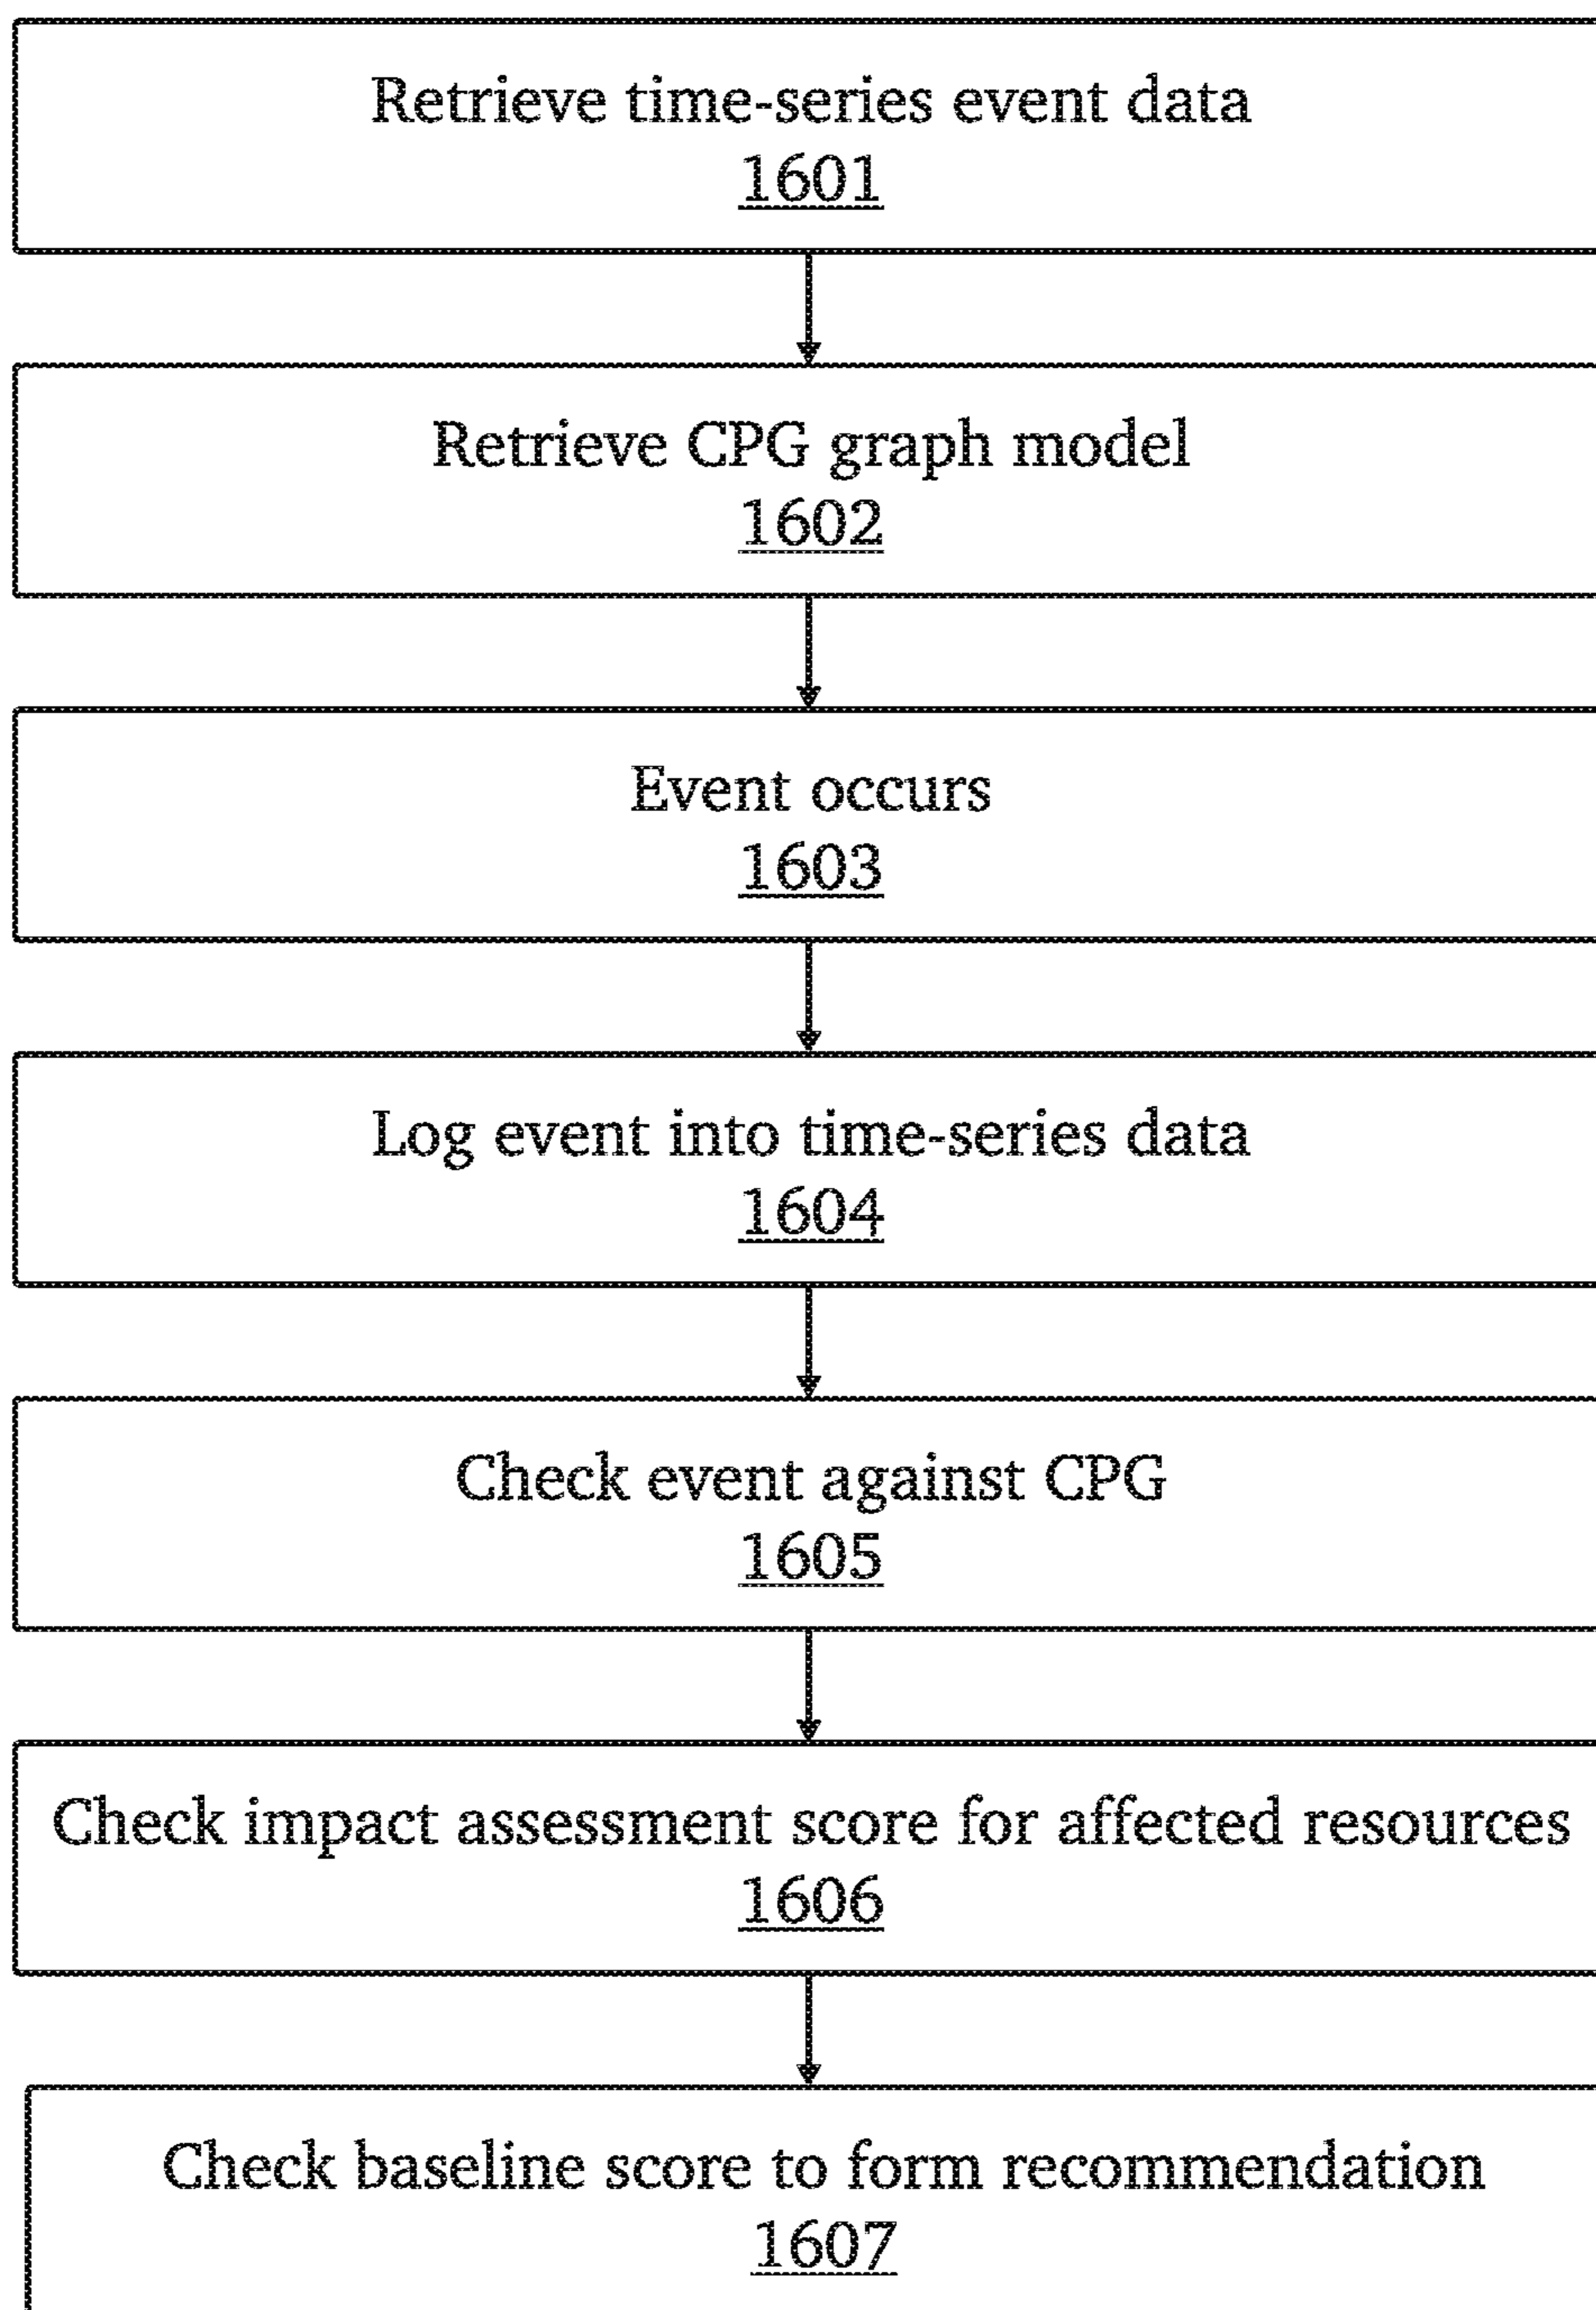 Retrieve time-series event data
1601
Retrieve CPG graph model
1602
Event occurs
1603
Log event into time-series data
1604
Check event against CPG
1605
Check impact assessment score for affected resources
1606
Check baseline score to form recommendation
1607